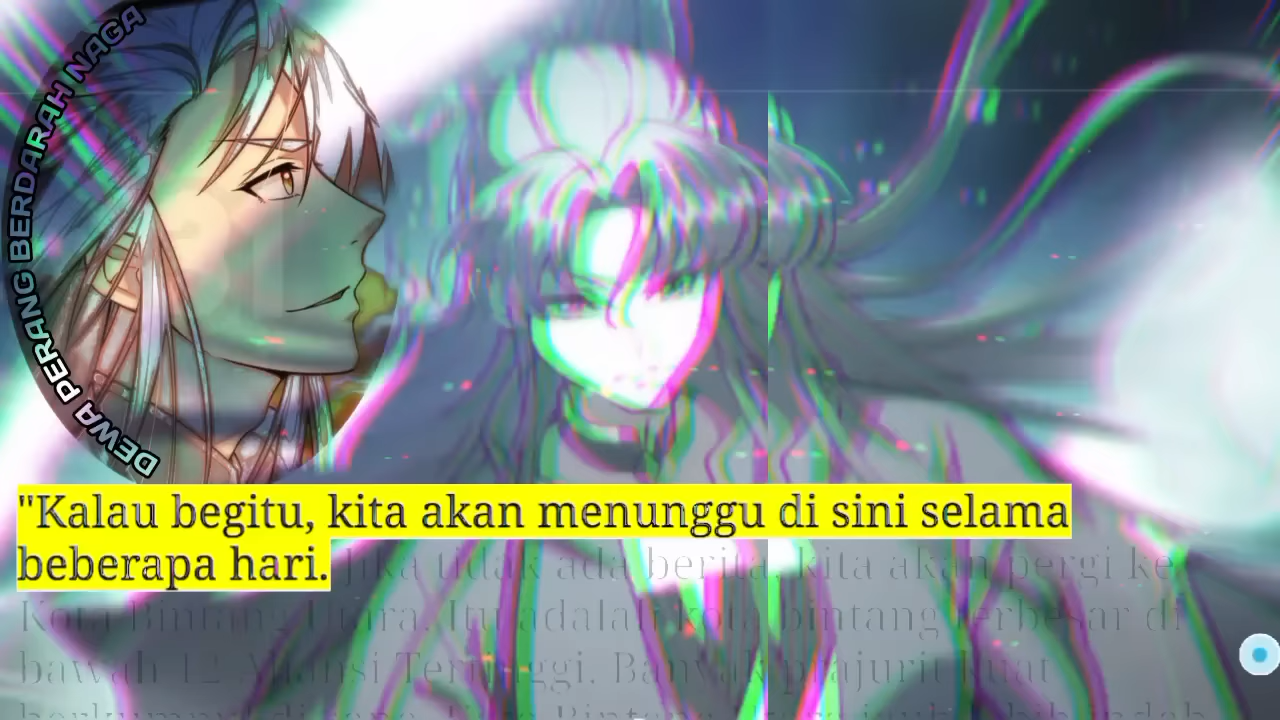 DEWA PERANG BERDARAH NAGA
"Kalau begitu, kita akan menunggu di sini selama
beberapa hari. Jika tidak ada berita, kita akan pergi ke
Kota Bintang Utara. Itu adalah kota bintang terbesar di
bawah 12 Aliansi Tertinggi. Banyak prajurit kuat